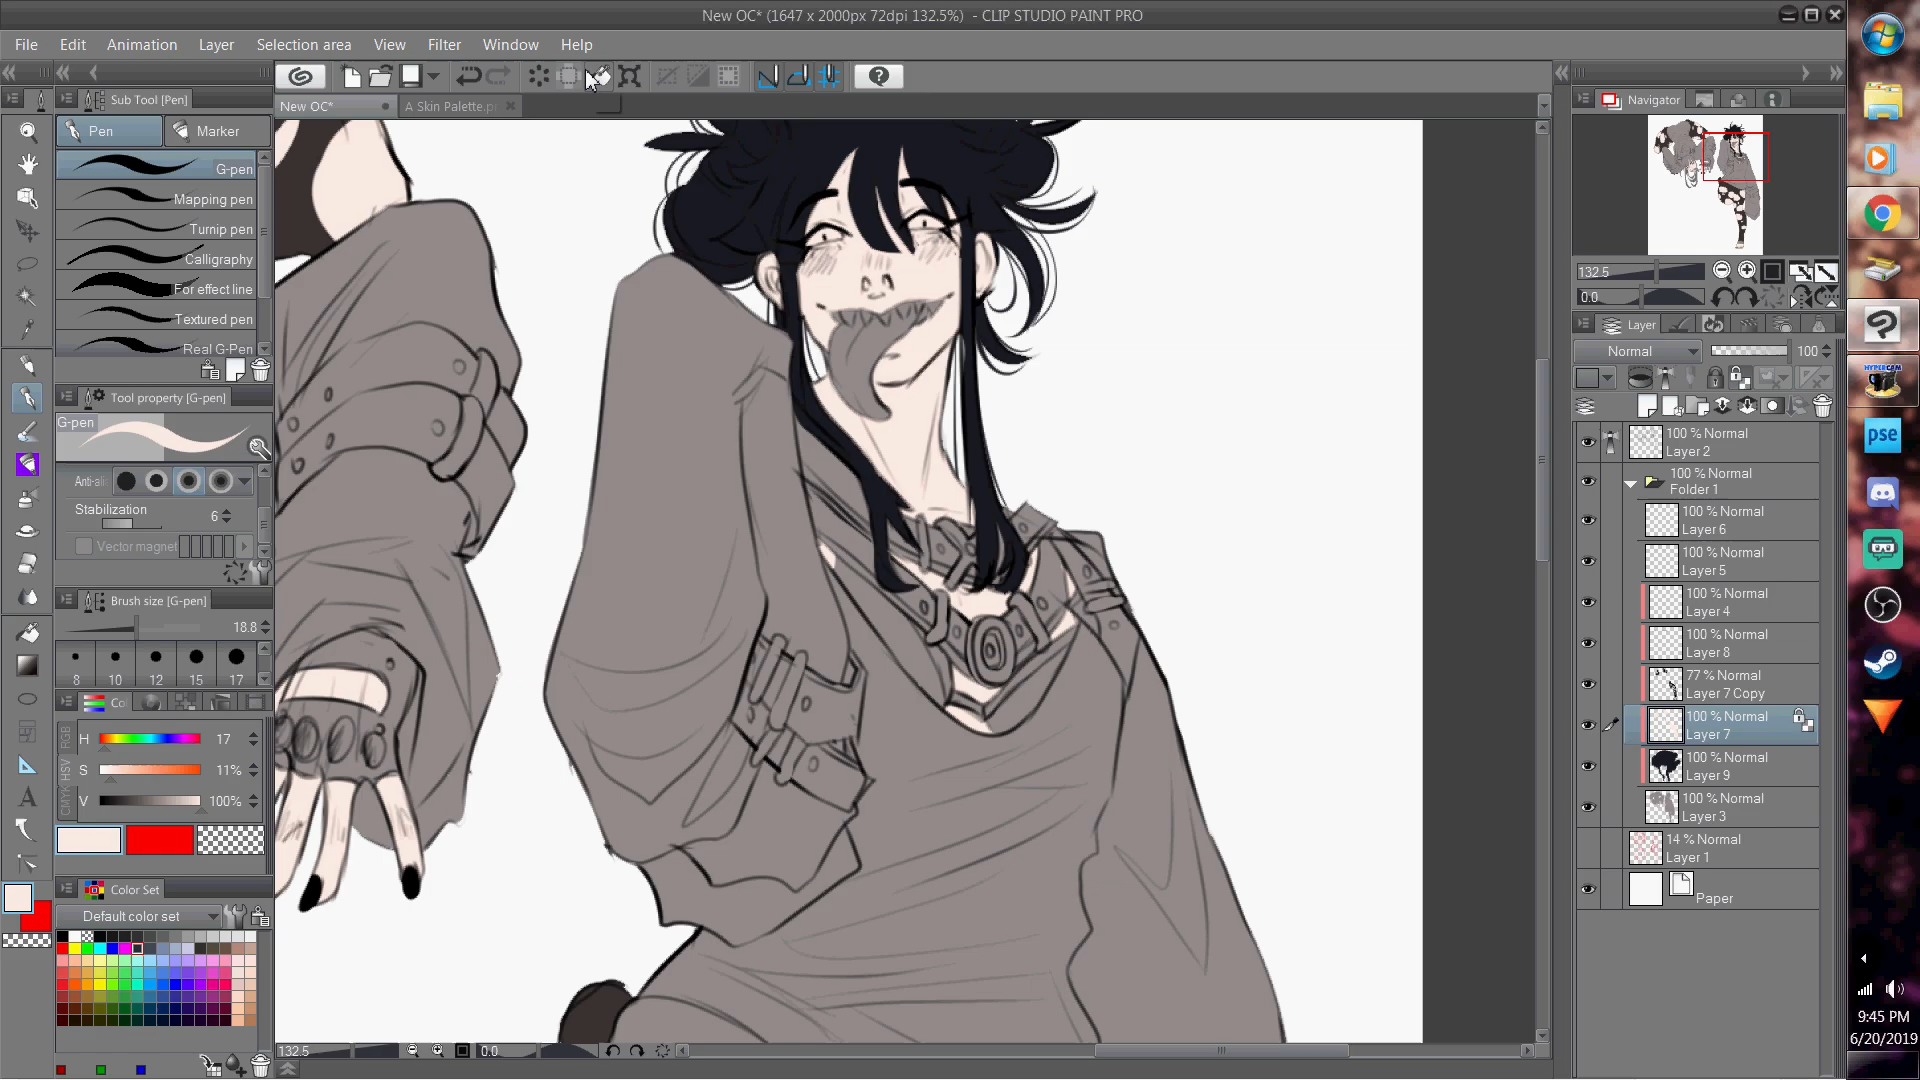 New OC* (1647 x 2000px 72dpi 132.5%) - CLIP STUDIO PAINT PRO
File Edit Animation Layer Selection area View Filter Window Help
New OC*
A Skin Palette.
Sub Tool [Pen]
Pen
Marker
G-pen
Mapping pen
Turnip pen
Calligraphy
For effect line
Textured pen
Real G-Pen
Tool property [G-pen]
G-pen
Anti-ali
Stabilization
6
Vector magnet
Brush size [G-pen]
18.8
8 10 12 15 17
Co
RGB
HSV
CMYK
H 17
S 11%
V 100%
Color Set
Default color set
132.5
0.0
Navigator
132.5
0.0
Layer
Normal
100
100 % Normal
Layer 2
100 % Normal
Folder 1
100 % Normal
Layer 6
100 % Normal
Layer 5
100 % Normal
Layer 4
100 % Normal
Layer 8
77 % Normal
Layer 7 Copy
100 % Normal
Layer 7
100 % Normal
Layer 9
100 % Normal
Layer 3
14 % Normal
Layer 1
Paper
HYPERCAM
pse
9:45 PM
6/20/2019